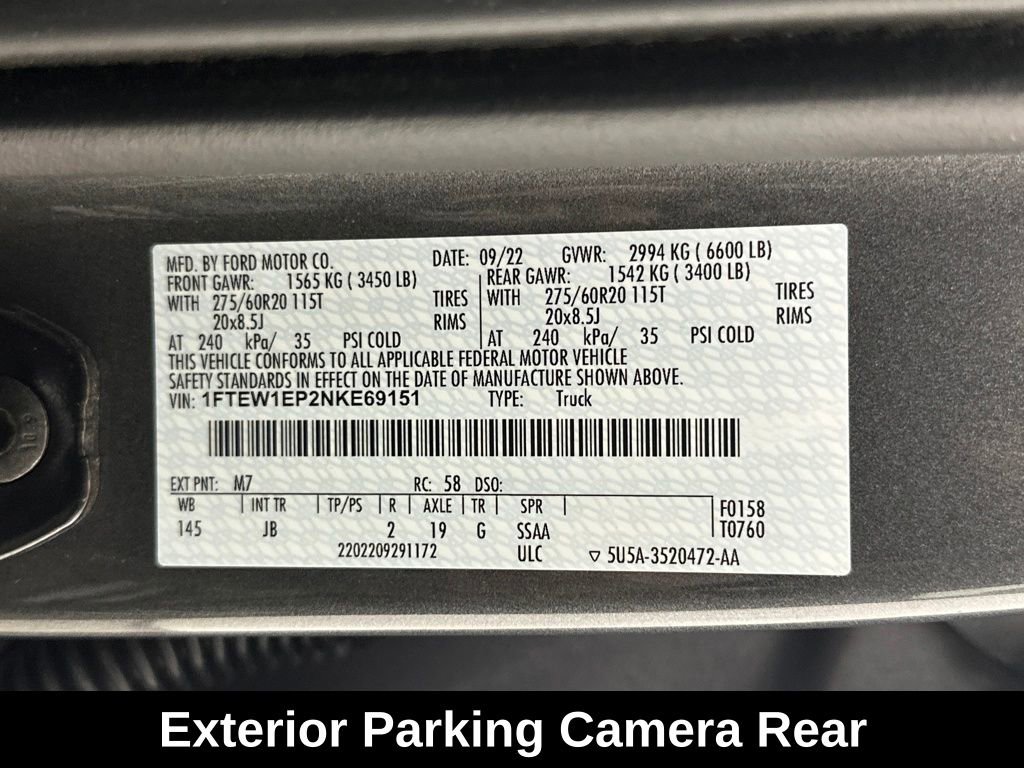 MFD. BY FORD MOTOR CO. DATE: 09/22 GVWR: 2994 KG ( 6600 LB)
FRONT GAWR: 1565 KG ( 3450 LB) REAR GAWR: 1542 KG ( 3400 LB)
WITH 275/60R20 115T TIRES WITH 275/60R20 115T TIRES
20x8.5J RIMS 20x8.5J RIMS
AT 240 kPa/ 35 PSI COLD AT 240 kPa/ 35 PSI COLD
THIS VEHICLE CONFORMS TO ALL APPLICABLE FEDERAL MOTOR VEHICLE
SAFETY STANDARDS IN EFFECT ON THE DATE OF MANUFACTURE SHOWN ABOVE.
VIN: 1FTEW1EP2NKE69151 TYPE: Truck
EXT PNT: M7 RC: 58 DSO:
WB INT TR TP/PS R AXLE TR SPR F0158
145 JB 2 19 G SSAA T0760
2202209291172 ULC ▽ 5U5A-3520472-AA
10.9
Exterior Parking Camera Rear